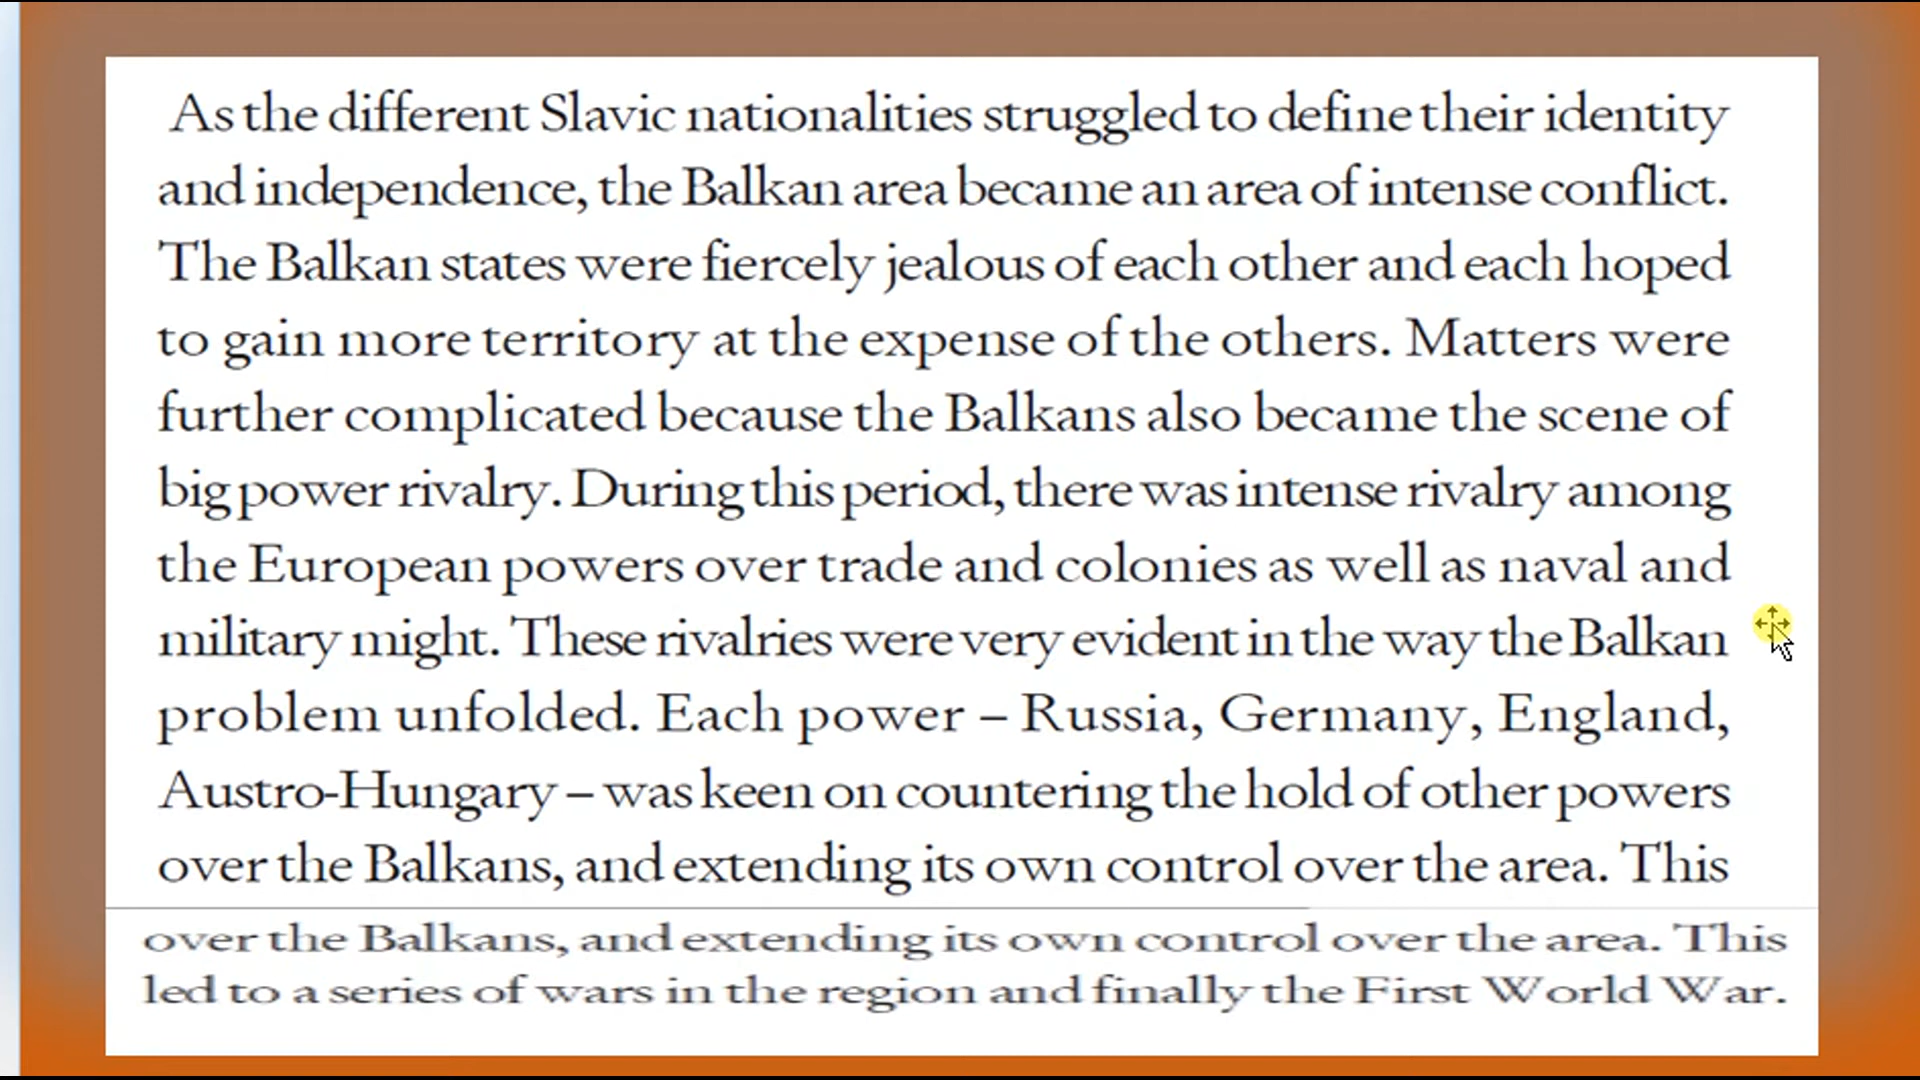 As the different Slavic nationalities struggled to define their identity
and independence, the Balkan area became an area of intense conflict.
The Balkan states were fiercely jealous of each other and each hoped
to gain more territory at the expense of the others. Matters were
further complicated because the Balkans also became the scene of
big power rivalry. During this period, there was intense rivalry among
the European powers over trade and colonies as well as naval and
military might. These rivalries were very evident in the way the Balkan
problem unfolded. Each power – Russia, Germany, England,
Austro-Hungary – was keen on countering the hold of other powers
over the Balkans, and extending its own control over the area. This
over the Balkans, and extending its own control over the area. This
led to a series of wars in the region and finally the First World War.